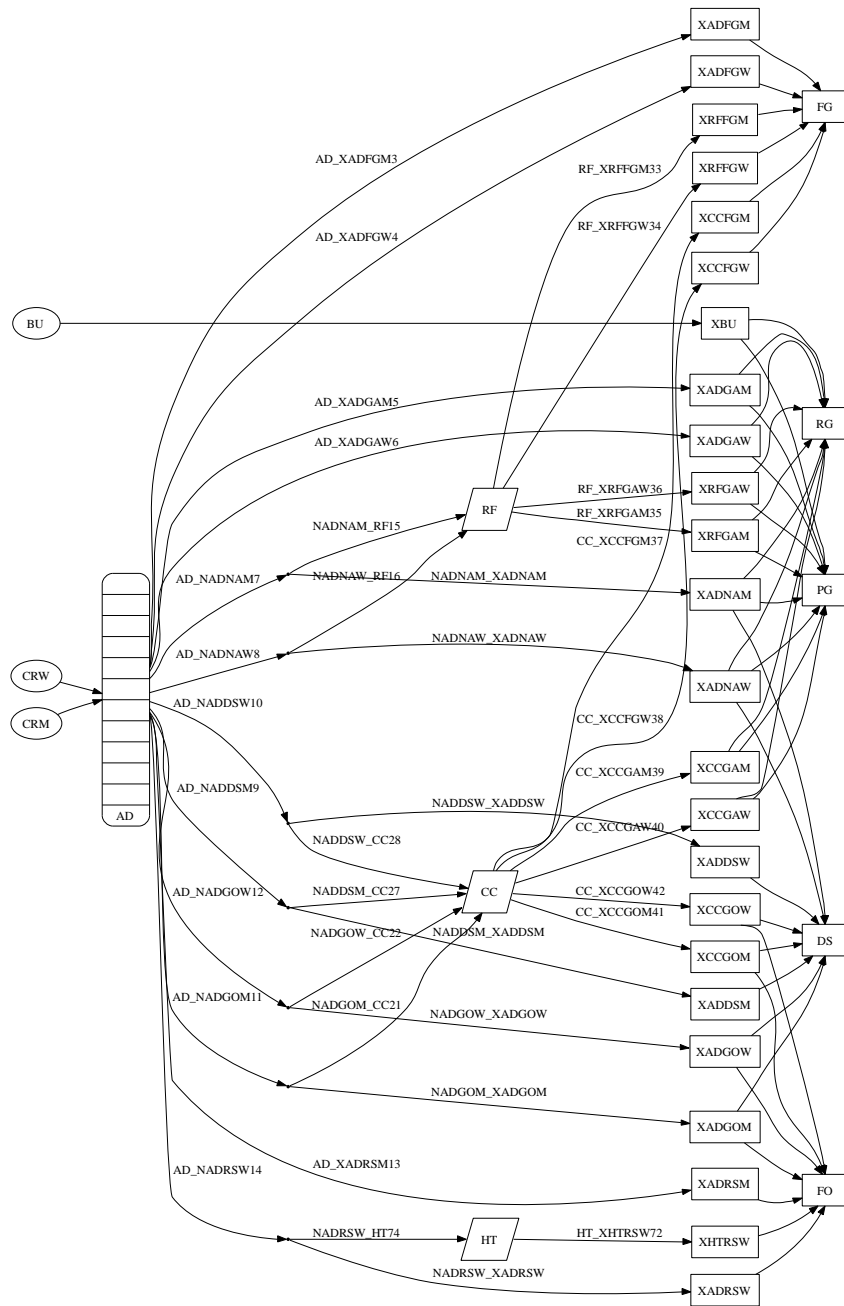 XADFGM
XADFGW
FG
XRFFGM
AD_XADFGM3
RF_XRFFGM33
XRFFGW
XCCFGM
RF_XRFFGW34
AD_XADFGW4
XCCFGW
BU
XBU
XADGAM
AD_XADGAM5
RG
XADGAW
AD_XADGAW6
XRFGAW
RF_XRFGAW36
RF
RF_XRFGAM35
NADNAM_RF15
XRFGAM
CC_XCCFGM37
AD_NADNAM7
NADNAW_RF16
NADNAM_XADNAM
XADNAM
PG
NADNAW_XADNAW
AD_NADNAW8
CRW
XADNAW
AD_NADDSW10
CRM
CC_XCCFGW38
XCCGAM
CC_XCCGAM39
AD_NADDSM9
NADDSW_XADDSW
AD
XCCGAW
CC_XCCGAW40
NADDSW_CC28
XADDSW
AD_NADGOW12
NADDSM_CC27
CC
CC_XCCGOW42
XCCGOW
CC_XCCGOM41
NADGOW_CC22
NADDSM_XADDSM
DS
XCCGOM
AD_NADGOM11
NADGOM_CC21
XADDSM
NADGOW_XADGOW
XADGOW
NADGOM_XADGOM
XADGOM
AD_NADRSW14
AD_XADRSM13
XADRSM
FO
NADRSW_HT74
HT
HT_XHTRSW72
XHTRSW
NADRSW_XADRSW
XADRSW